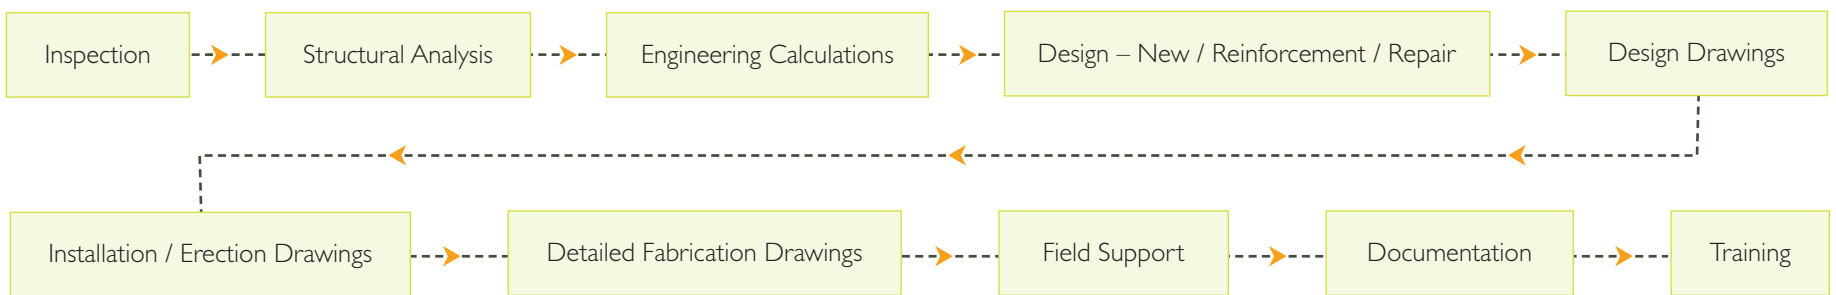 Inspection
Structural Analysis
Engineering Calculations
Design – New / Reinforcement / Repair
Design Drawings
Installation / Erection Drawings
Detailed Fabrication Drawings
Field Support
Documentation
Training